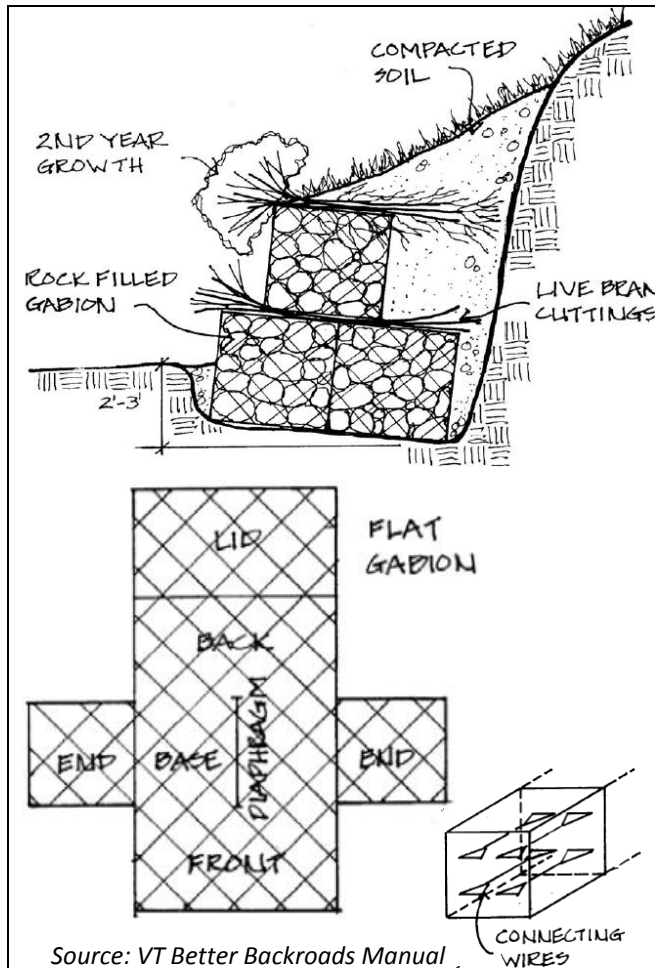 COMPACTED
SOIL
2ND YEAR
GROWTH
ROCK FILLED
GABION
LIVE BRAN
CUTTINGS
2'-3'
LID
FLAT
GABION
BACK
DIAPHRAGM
END
BASE
END
FRONT
CONNECTING
WIRES
Source: VT Better Backroads Manual